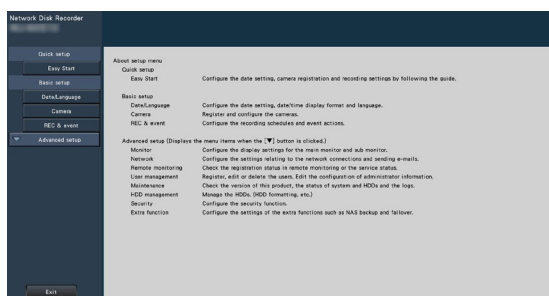 Network Disk Recorder
Quick setup
Easy Start
Basic setup
Date/Language
Camera
REC & event
▼ Advanced setup
Exit
About setup menu
Quick setup
Easy Start Configure the date setting, camera registration and recording settings by following the guide.
Basic setup
Date/Language Configure the date setting, date/time display format and language.
Camera Register and configure the cameras.
REC & event Configure the recording schedules and event actions.
Advanced setup (Displays the menu items when the [▼] button is clicked.)
Monitor Configure the display settings for the main monitor and sub monitor.
Network Configure the settings relating to the network connections and sending e-mails.
Remote monitoring Check the registration status in remote monitoring or the service status.
User management Register, edit or delete the users. Edit the configuration of administrator information.
Maintenance Check the version of this product, the status of system and HDDs and the logs.
HDD management Manage the HDDs. (HDD formatting, etc.)
Security Configure the security function.
Extra function Configure the settings of the extra functions such as NAS backup and failover.